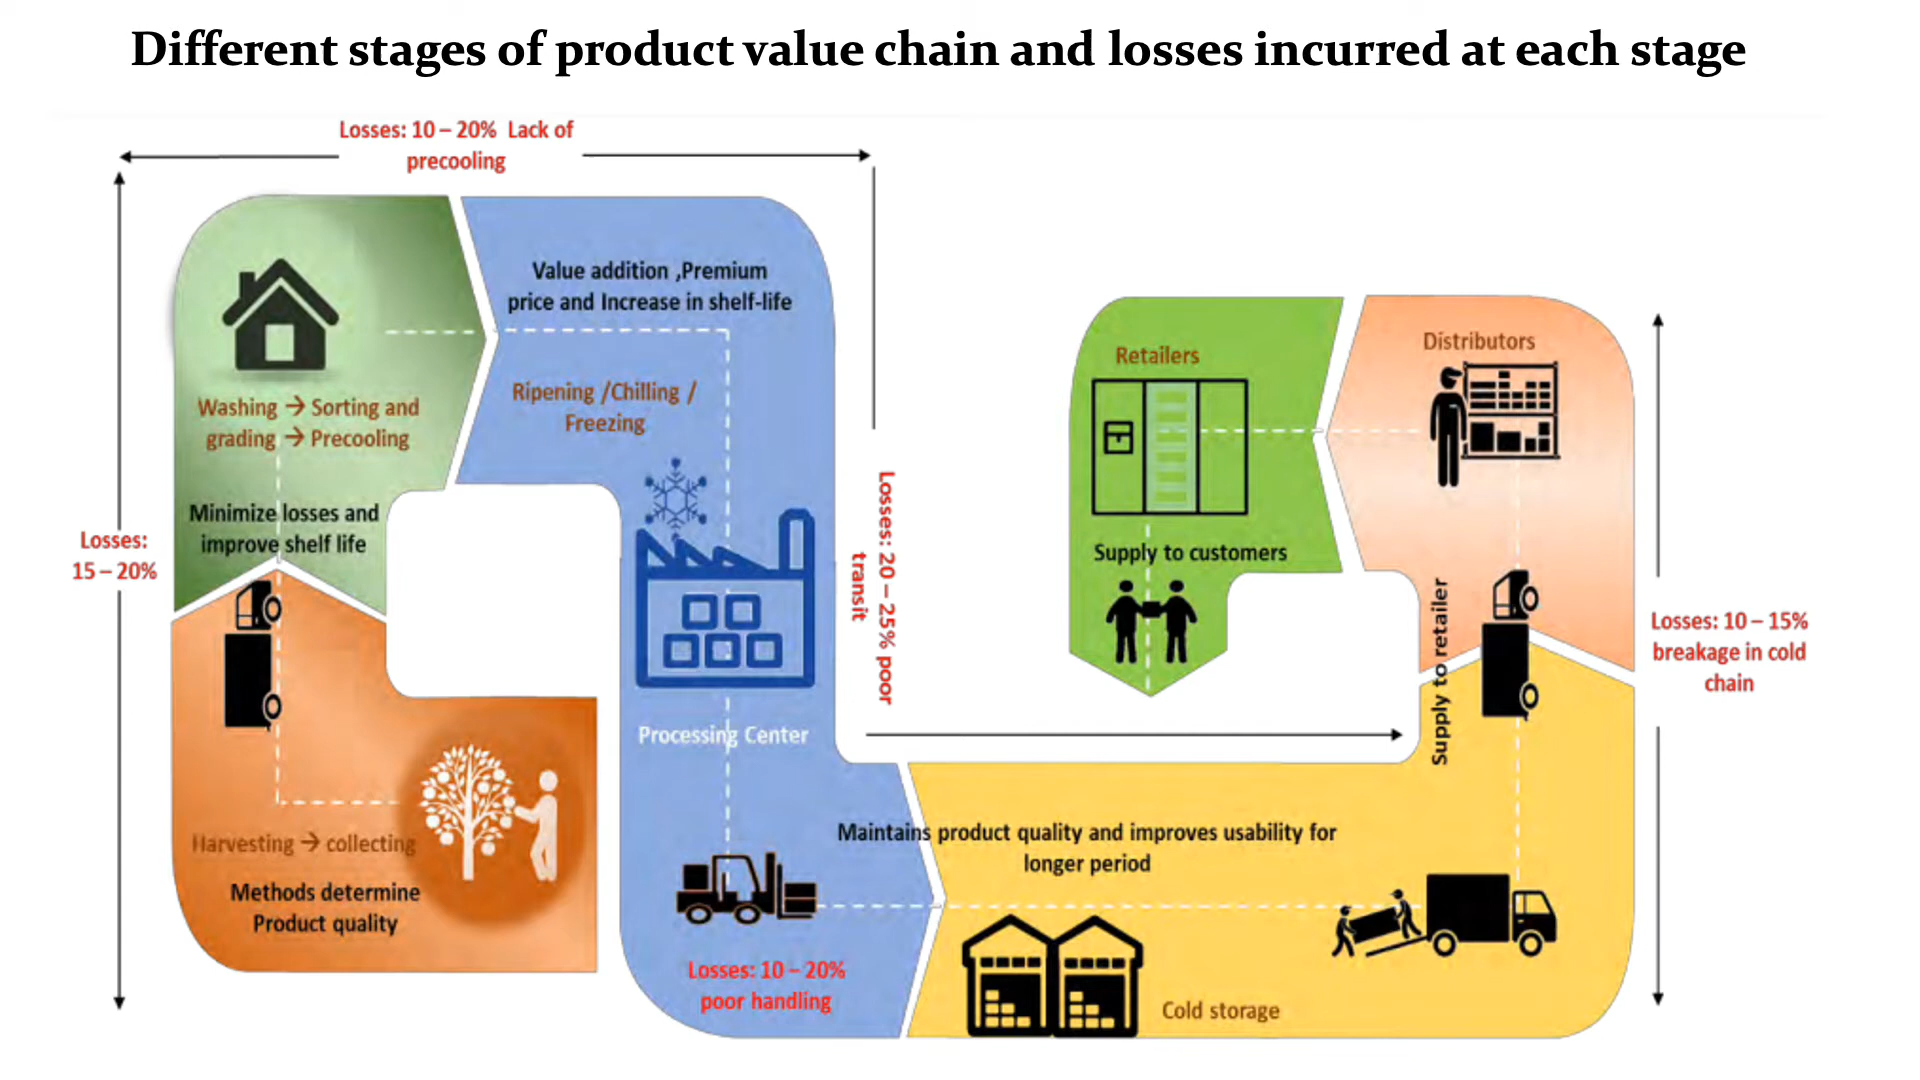 Different stages of product value chain and losses incurred at each stage
Losses: 10 – 20% Lack of
precooling
Value addition ,Premium
price and Increase in shelf-life
Ripening /Chilling /
Freezing
Washing → Sorting and
grading → Precooling
Minimize losses and
improve shelf life
Losses:
15 – 20%
Harvesting → collecting
Methods determine
Product quality
Processing Center
Losses: 10 – 20%
poor handling
Losses: 20 – 25% poor
transit
Maintains product quality and improves usability for
longer period
Cold storage
Supply to retailer
Distributors
Retailers
Supply to customers
Losses: 10 – 15%
breakage in cold
chain